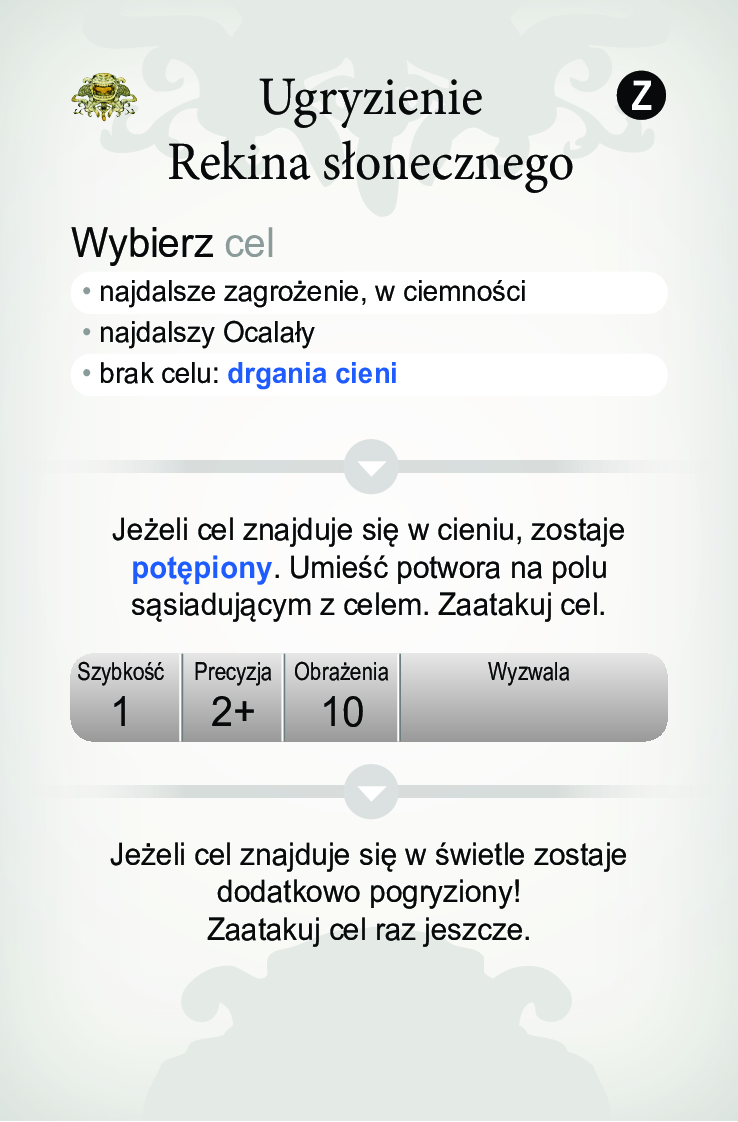 Ugryzienie
Z
Rekina słonecznego
Wybierz cel
• najdalsze zagrożenie, w ciemności
• najdalszy Ocalały
• brak celu: drgania cieni
Jeżeli cel znajduje się w cieniu, zostaje
potępiony. Umieść potwora na polu
sąsiadującym z celem. Zaatakuj cel.
Szybkość Precyzja Obrażenia Wyzwala
1 2+ 10
Jeżeli cel znajduje się w świetle zostaje
dodatkowo pogryziony!
Zaatakuj cel raz jeszcze.